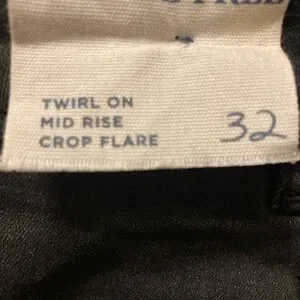 TWIRL ON
MID RISE
CROP FLARE
32